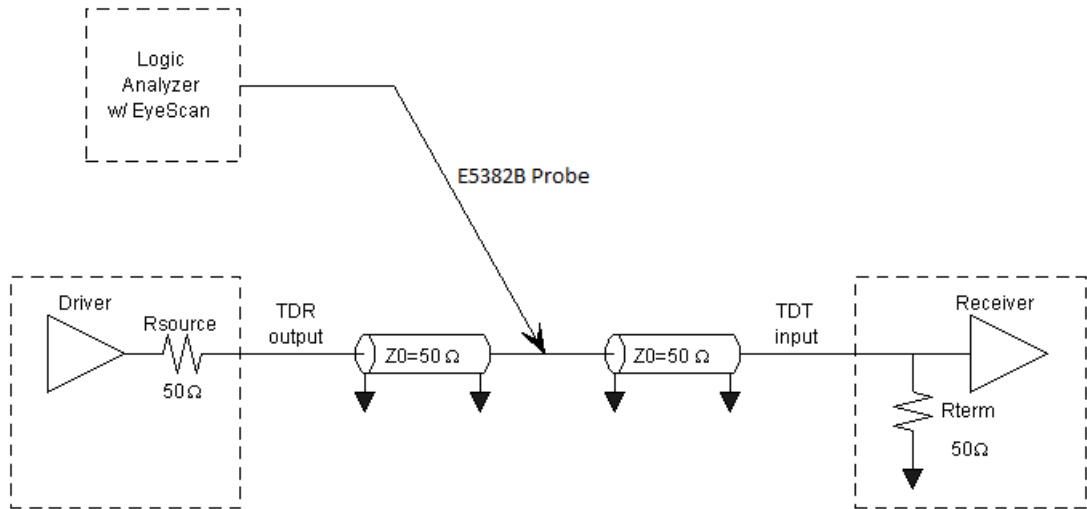 Logic
Analyzer
w/ EyeScan
E5382B Probe
Driver
Rsource
50Ω
TDR
output
Z0=50 Ω
Z0=50 Ω
TDT
input
Receiver
Rterm
50Ω